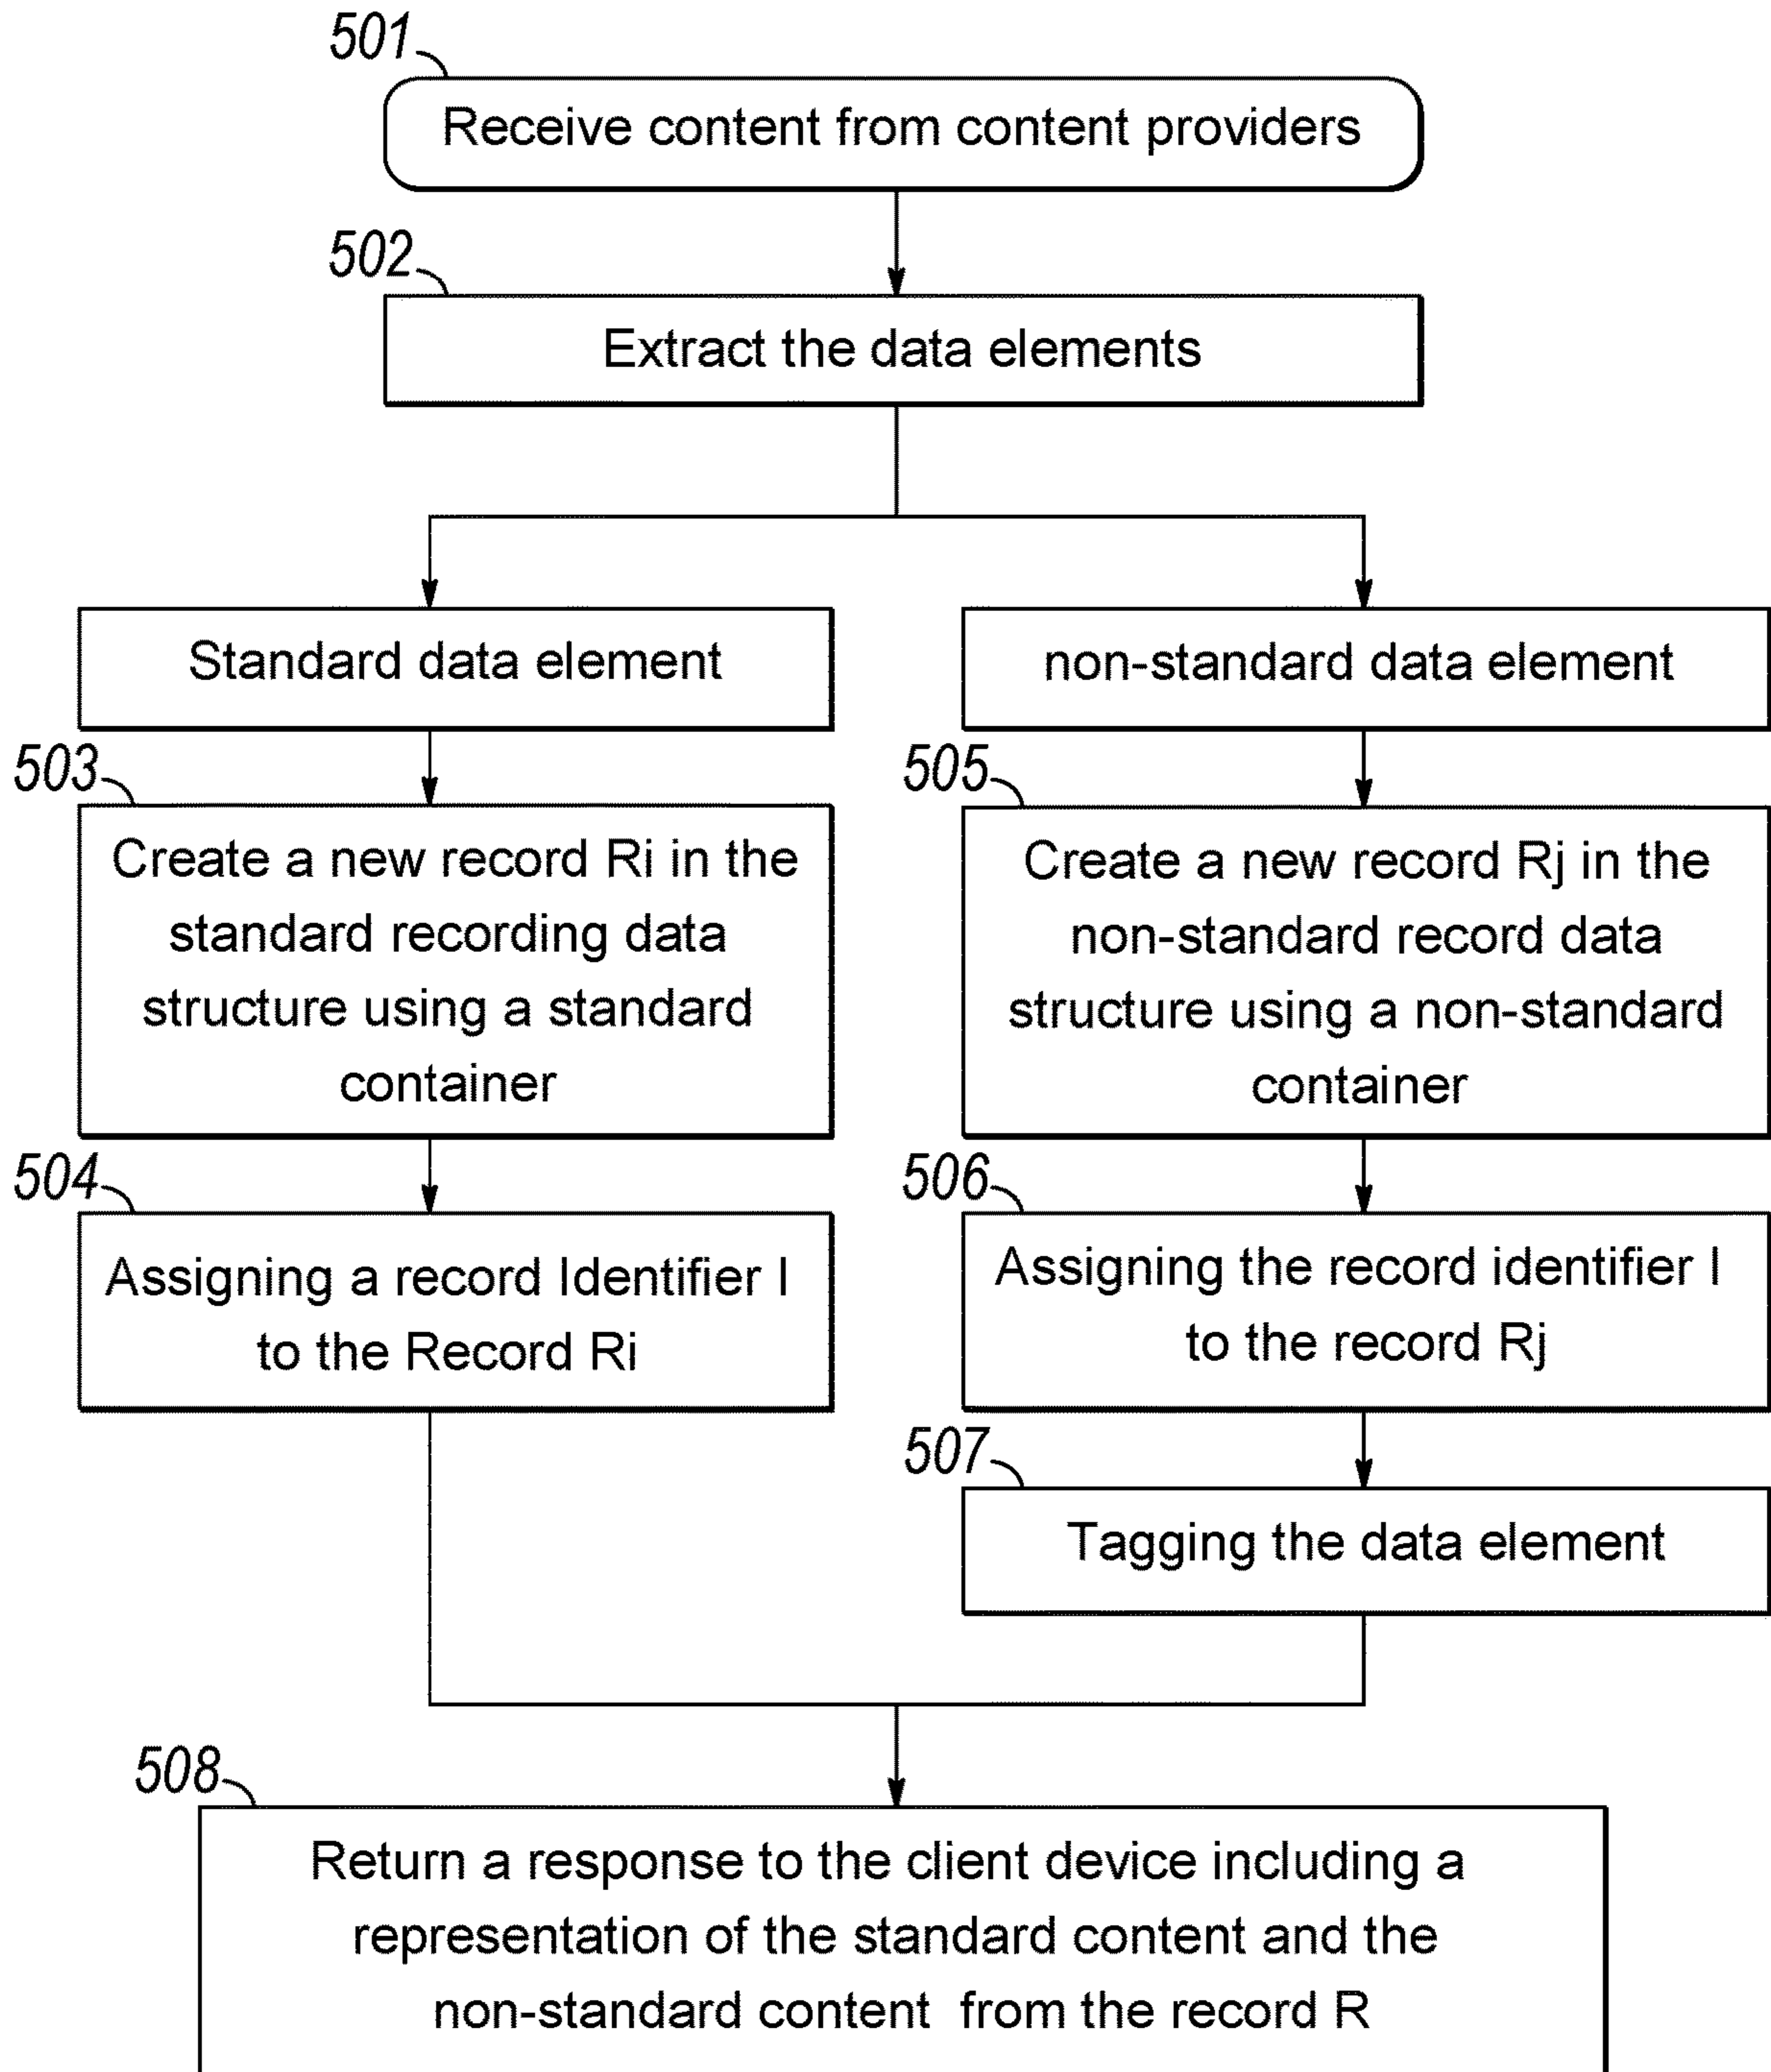 501
Receive content from content providers
502
Extract the data elements
Standard data element
non-standard data element
503
Create a new record Ri in the
standard recording data
structure using a standard
container
505
Create a new record Rj in the
non-standard record data
structure using a non-standard
container
504
Assigning a record Identifier I
to the Record Ri
506
Assigning the record identifier I
to the record Rj
507
Tagging the data element
508
Return a response to the client device including a
representation of the standard content and the
non-standard content from the record R